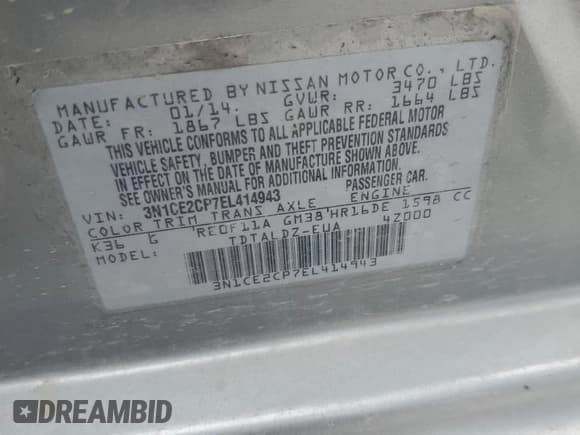 MANUFACTURED BY NISSAN MOTOR CO., LTD.
DATE: 01/14. GVWR: 3470 LBS
GAWR FR: 1867 LBS GAWR RR: 1664 LBS
THIS VEHICLE CONFORMS TO ALL APPLICABLE FEDERAL MOTOR
VEHICLE SAFETY, BUMPER AND THEFT PREVENTION STANDARDS
IN EFFECT ON THE DATE OF MANUFACTURE SHOWN ABOVE.
SEE OWNER'S MANUAL FOR ADDITIONAL INFORMATION.
VIN: 3N1CE2CP7EL414943 PASSENGER CAR.
COLOR TRIM TRANS AXLE ENGINE
K36 G RE0F11A GM38 HR16DE 1598 CC
MODEL: TDTALDZ-EUA 4Z000
3N1CE2CP7EL414943
DREAMBID